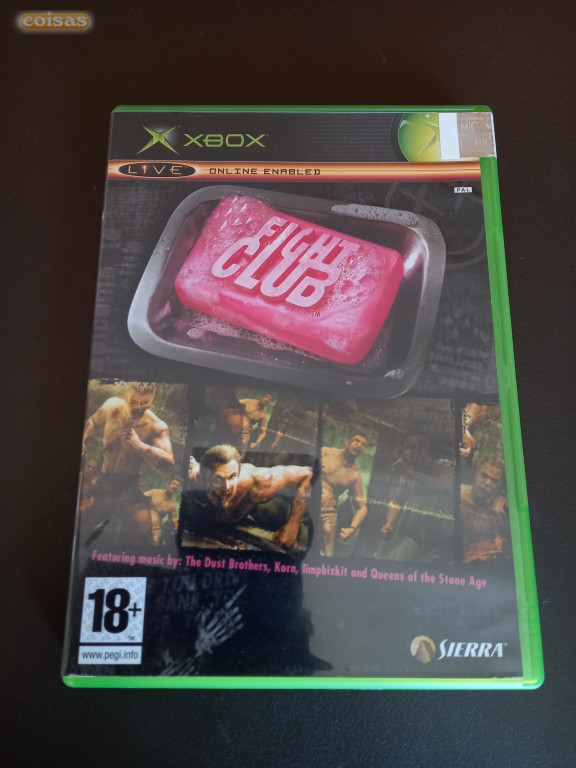 coisas
XBOX
LIVE ONLINE ENABLED
PAL
FIGHT
CLUB
TM
Featuring music by: The Dust Brothers, Korn, limpbizkit and Queens of the Stone Age
18+
www.pegi.info
SIERRA